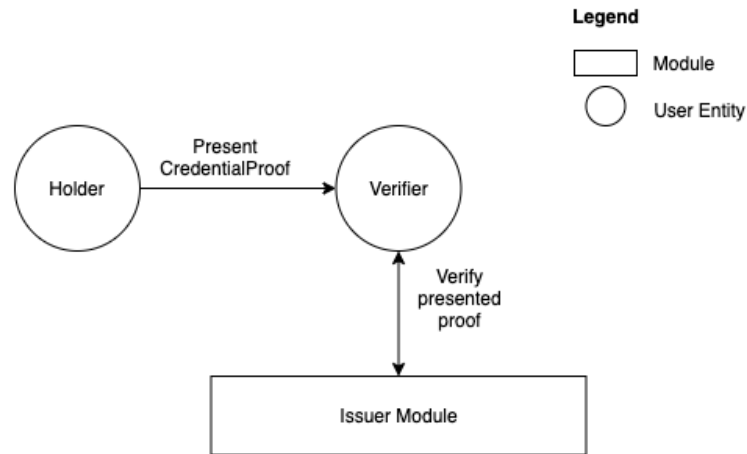 Legend
Module
User Entity
Present
CredentialProof
Holder
Verifier
Verify
presented
proof
Issuer Module